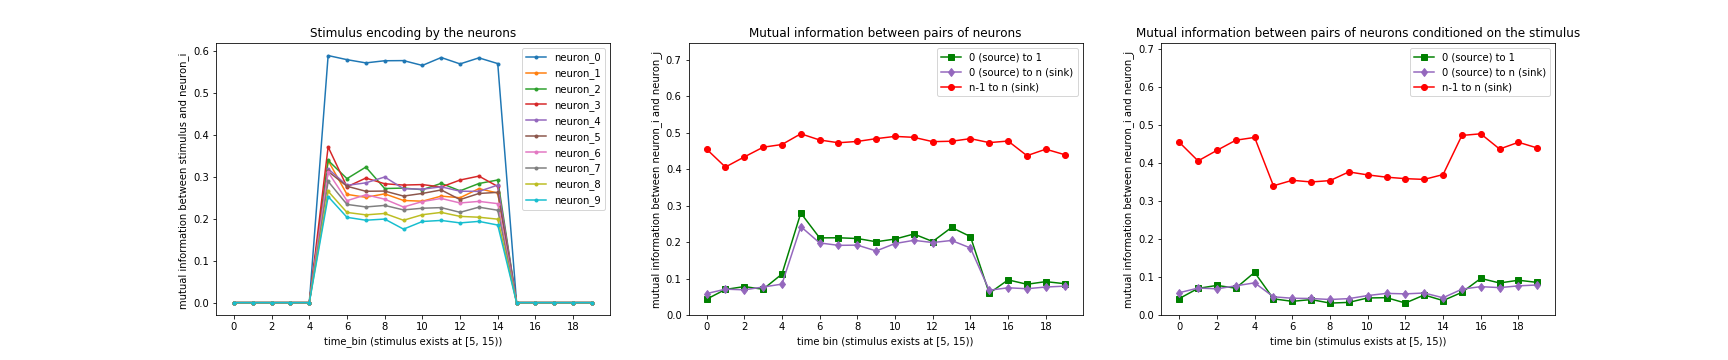 Stimulus encoding by the neurons
mutual information between stimulus and neuron_i
0.6
0.5
0.4
0.3
0.2
0.1
0.0
neuron_0
neuron_1
neuron_2
neuron_3
neuron_4
neuron_5
neuron_6
neuron_7
neuron_8
neuron_9
0 2 4 6 8 10 12 14 16 18
time_bin (stimulus exists at [5, 15))
Mutual information between pairs of neurons
mutual information between neuron_i and neuron_j
0.7
0.6
0.5
0.4
0.3
0.2
0.1
0.0
0 (source) to 1
0 (source) to n (sink)
n-1 to n (sink)
0 2 4 6 8 10 12 14 16 18
time bin (stimulus exists at [5, 15))
Mutual information between pairs of neurons conditioned on the stimulus
mutual information between neuron_i and neuron_j
0.7
0.6
0.5
0.4
0.3
0.2
0.1
0.0
0 (source) to 1
0 (source) to n (sink)
n-1 to n (sink)
0 2 4 6 8 10 12 14 16 18
time bin (stimulus exists at [5, 15))